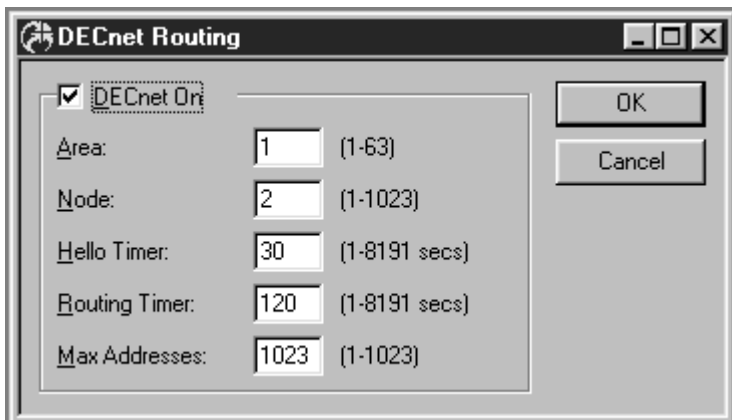 DECnet Routing
DECnet On
OK
Area: 1 (1-63)
Cancel
Node: 2 (1-1023)
Hello Timer: 30 (1-8191 secs)
Routing Timer: 120 (1-8191 secs)
Max Addresses: 1023 (1-1023)